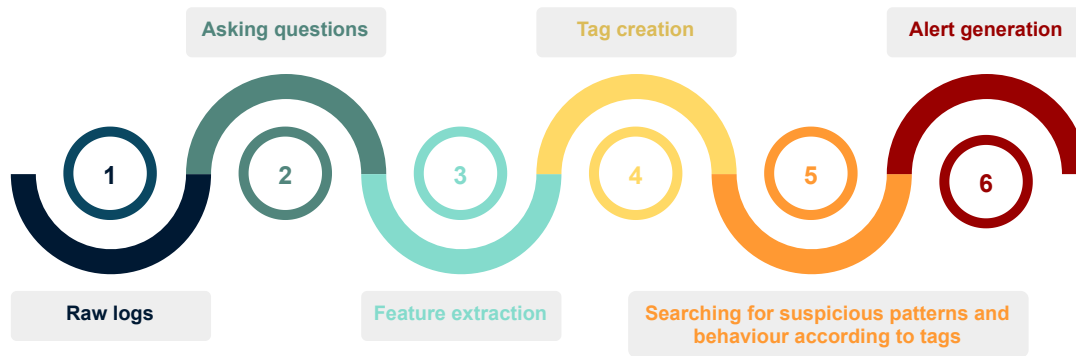 Asking questions
Tag creation
Alert generation
1
2
3
4
5
6
Raw logs
Feature extraction
Searching for suspicious patterns and
behaviour according to tags